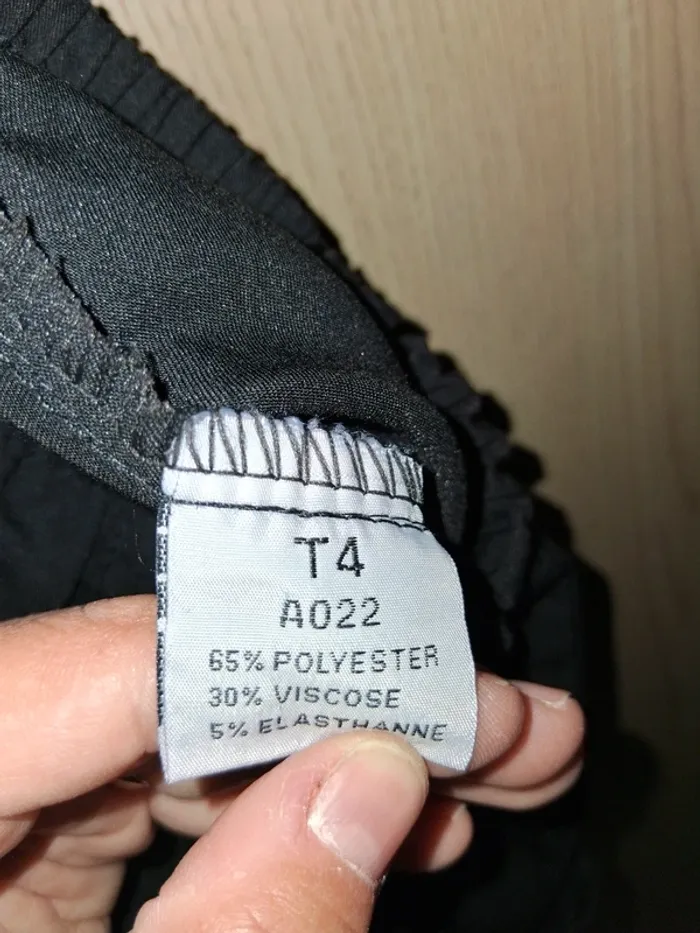 T4
A022
65% POLYESTER
30% VISCOSE
5% ELASTHANNE